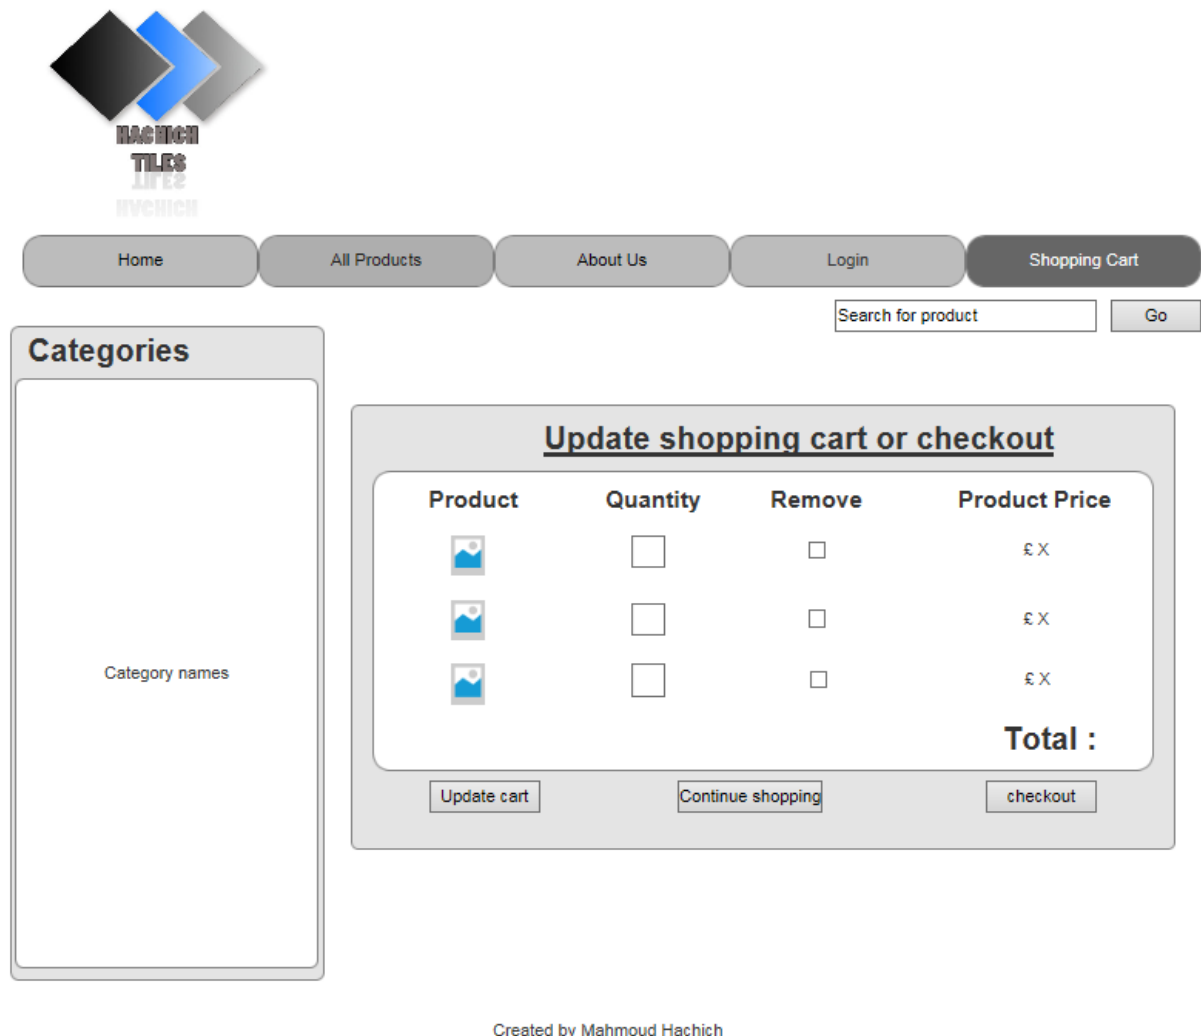 HACHICH
TILES
Home All Products About Us Login Shopping Cart
Search for product Go
Categories
Category names
Update shopping cart or checkout
Product Quantity Remove Product Price
£ X
£ X
£ X
Total :
Update cart Continue shopping checkout
Created by Mahmoud Hachich